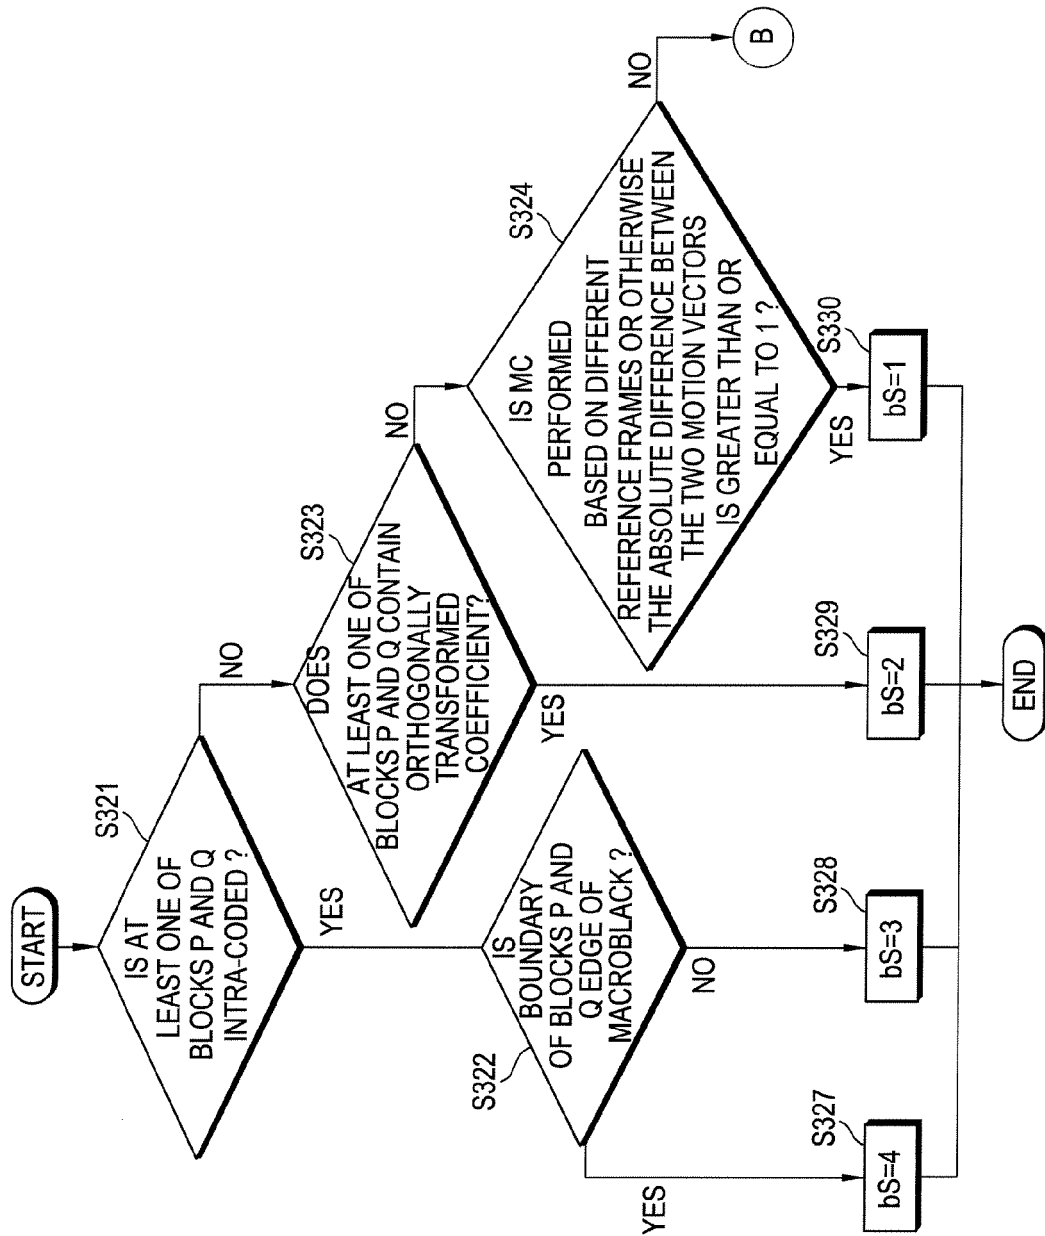 START
S321
IS AT
LEAST ONE OF
BLOCKS P AND Q
INTRA-CODED ?
NO
YES
S322
IS
BOUNDARY
OF BLOCKS P AND
Q EDGE OF
MACROBLACK ?
YES
NO
S323
DOES
AT LEAST ONE OF
BLOCKS P AND Q CONTAIN
ORTHOGONALLY
TRANSFORMED
COEFFICIENT?
NO
YES
S324
IS MC
PERFORMED
BASED ON DIFFERENT
REFERENCE FRAMES OR OTHERWISE
THE ABSOLUTE DIFFERENCE BETWEEN
THE TWO MOTION VECTORS
IS GREATER THAN OR
EQUAL TO 1 ?
NO
B
YES
S327
bS=4
S328
bS=3
S329
bS=2
S330
bS=1
END